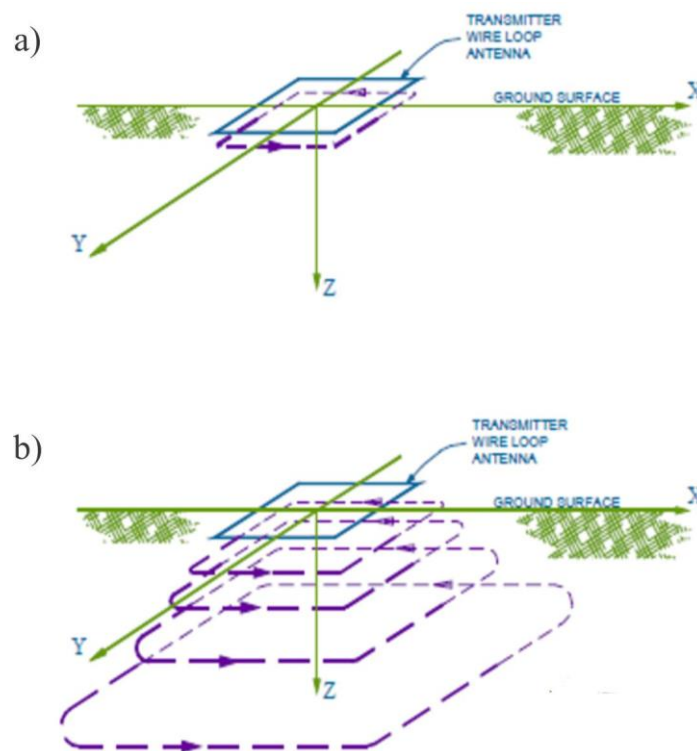 a)
TRANSMITTER
WIRE LOOP
ANTENNA
X
GROUND SURFACE
Y
Z
b)
TRANSMITTER
WIRE LOOP
ANTENNA
X
GROUND SURFACE
Y
Z